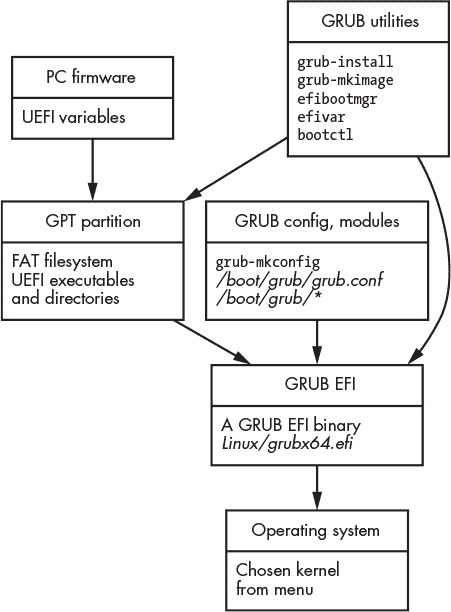 GRUB utilities
grub-install
grub-mkimage
efibootmgr
efivar
bootctl
PC firmware
UEFI variables
GPT partition
FAT filesystem
UEFI executables
and directories
GRUB config, modules
grub-mkconfig
/boot/grub/grub.conf
/boot/grub/*
GRUB EFI
A GRUB EFI binary
Linux/grubx64.efi
Operating system
Chosen kernel
from menu